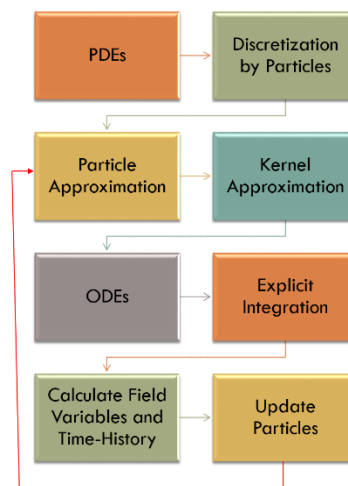 PDEs
Discretization
by Particles
Particle
Approximation
Kernel
Approximation
ODEs
Explicit
Integration
Calculate Field
Variables and
Time-History
Update
Particles